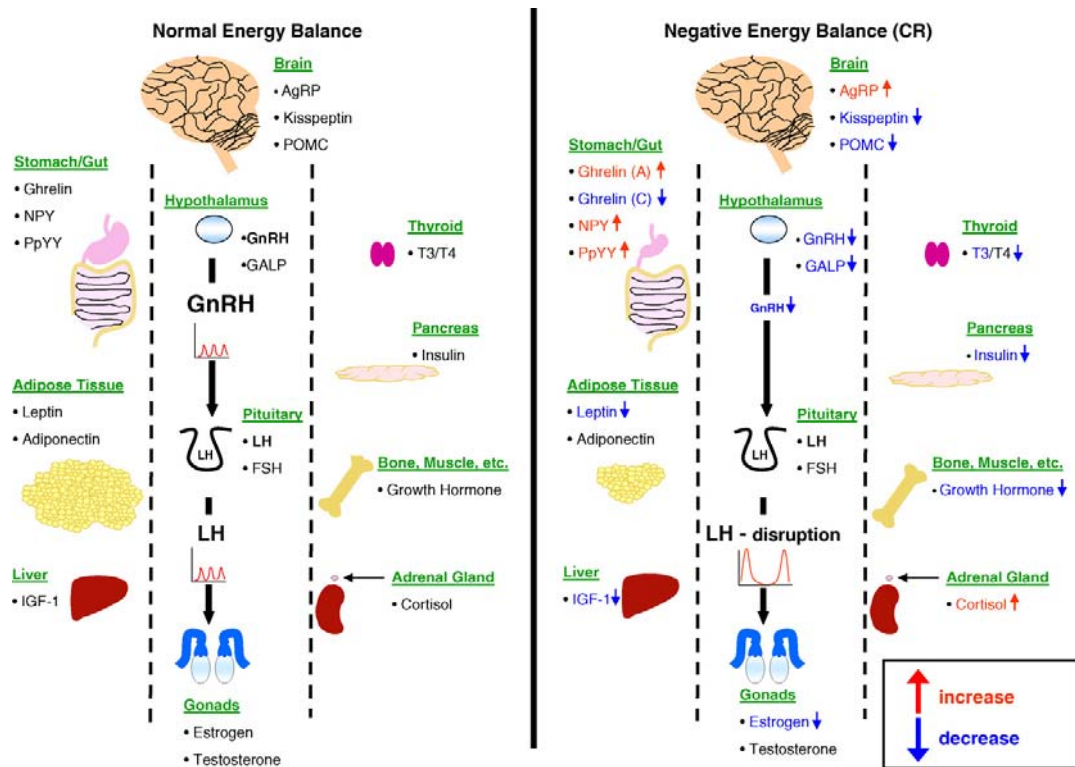 Normal Energy Balance
Brain
• AgRP
• Kisspeptin
• POMC
Stomach/Gut
• Ghrelin
• NPY
• PpYY
Hypothalamus
•GnRH
•GALP
GnRH
Thyroid
• T3/T4
Pancreas
• Insulin
Adipose Tissue
• Leptin
• Adiponectin
Pituitary
• LH
• FSH
LH
Bone, Muscle, etc.
• Growth Hormone
LH
Liver
• IGF-1
Adrenal Gland
• Cortisol
Gonads
• Estrogen
• Testosterone
Negative Energy Balance (CR)
Brain
• AgRP ↑
• Kisspeptin ↓
• POMC ↓
Stomach/Gut
• Ghrelin (A) ↑
• Ghrelin (C) ↓
• NPY ↑
• PpYY ↑
Hypothalamus
• GnRH ↓
• GALP ↓
GnRH ↓
Thyroid
• T3/T4 ↓
Pancreas
• Insulin ↓
Adipose Tissue
• Leptin ↓
• Adiponectin
Pituitary
• LH
• FSH
LH
Bone, Muscle, etc.
• Growth Hormone ↓
LH - disruption
Liver
• IGF-1 ↓
Adrenal Gland
• Cortisol ↑
Gonads
• Estrogen ↓
• Testosterone
increase
decrease